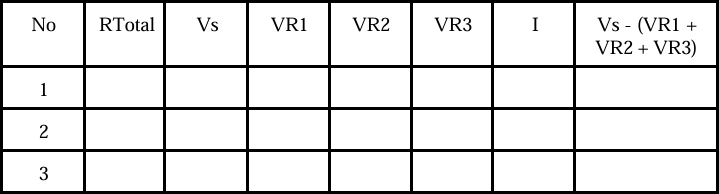 No RTotal Vs VR1 VR2 VR3 I Vs - (VR1 +
VR2 + VR3)
1
2
3